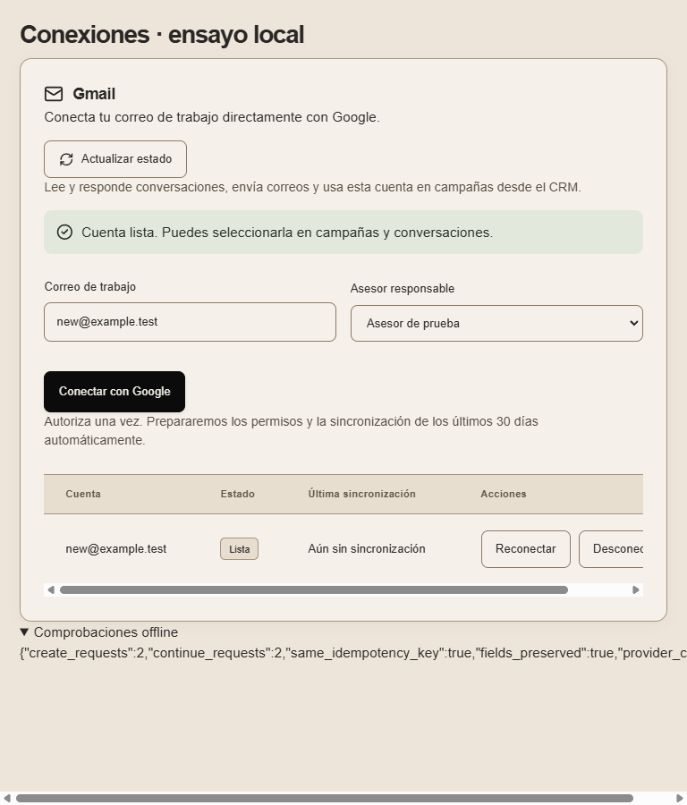 Conexiones · ensayo local
Gmail
Conecta tu correo de trabajo directamente con Google.
Actualizar estado
Lee y responde conversaciones, envía correos y usa esta cuenta en campañas desde el CRM.
Cuenta lista. Puedes seleccionarla en campañas y conversaciones.
Correo de trabajo
Asesor responsable
new@example.test
Asesor de prueba
Conectar con Google
Autoriza una vez. Prepararemos los permisos y la sincronización de los últimos 30 días
automáticamente.
Cuenta Estado Última sincronización Acciones
new@example.test Lista Aún sin sincronización Reconectar Desconec
▼ Comprobaciones offline
{"create_requests":2,"continue_requests":2,"same_idempotency_key":true,"fields_preserved":true,"provider_c